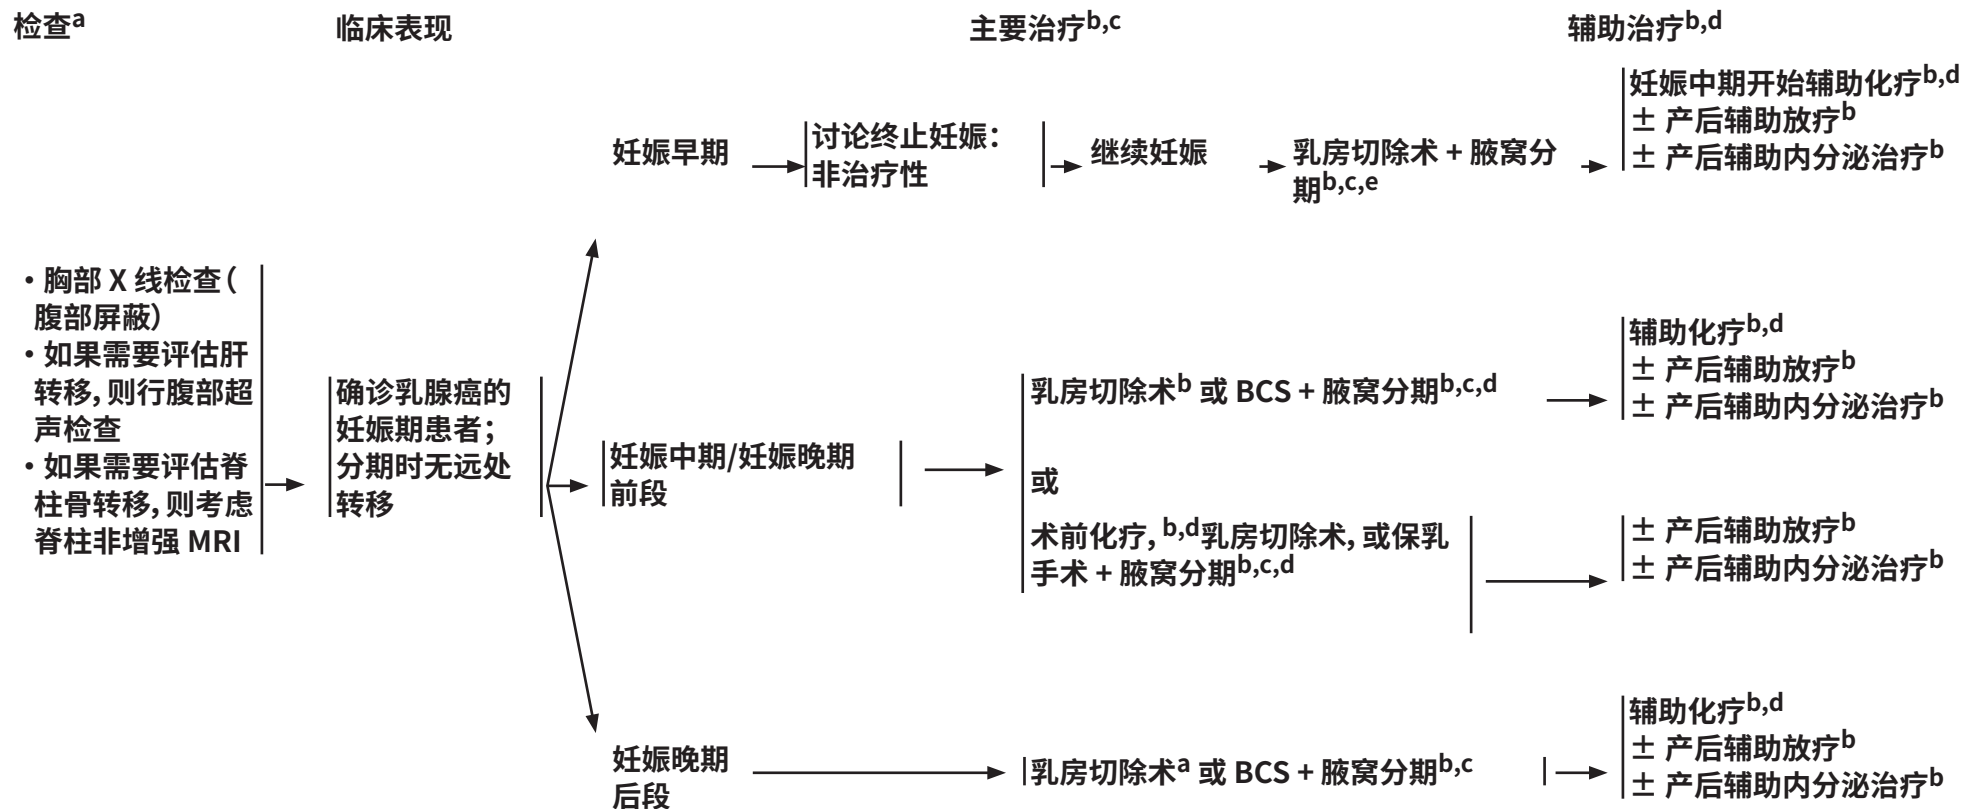 检查a
临床表现
主要治疗b,c
辅助治疗b,d
• 胸部 X 线检查(
腹部屏蔽)
• 如果需要评估肝
转移,则行腹部超
声检查
• 如果需要评估脊
柱骨转移,则考虑
脊柱非增强 MRI
确诊乳腺癌的
妊娠期患者;
分期时无远处
转移
妊娠早期
讨论终止妊娠:
非治疗性
继续妊娠
乳房切除术 + 腋窝分
期b,c,e
妊娠中期开始辅助化疗b,d
± 产后辅助放疗b
± 产后辅助内分泌治疗b
妊娠中期/妊娠晚期
前段
乳房切除术b 或 BCS + 腋窝分期b,c,d
或
术前化疗,b,d乳房切除术,或保乳
手术 + 腋窝分期b,c,d
辅助化疗b,d
± 产后辅助放疗b
± 产后辅助内分泌治疗b
± 产后辅助放疗b
± 产后辅助内分泌治疗b
妊娠晚期
后段
乳房切除术a 或 BCS + 腋窝分期b,c
辅助化疗b,d
± 产后辅助放疗b
± 产后辅助内分泌治疗b